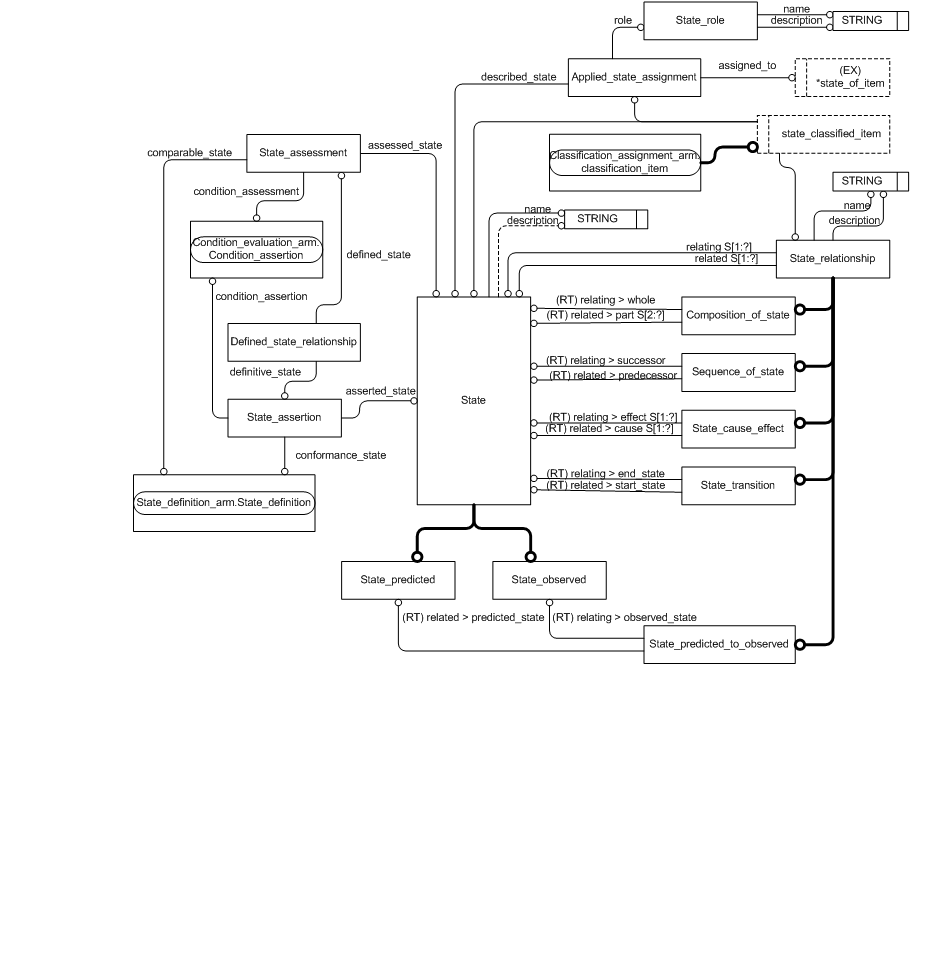 name
role
State_role
description
STRING
assigned_to
(EX)
*state_of_item
described_state
Applied_state_assignment
state_classified_item
comparable_state
State_assessment
assessed_state
Classification_assignment_arm.
classification_item
condition_assessment
STRING
name
description
name
description
STRING
Condition_evaluation_arm.
Condition_assertion
defined_state
relating S[1:?]
related S[1:?]
State_relationship
condition_assertion
(RT) relating > whole
(RT) related > part S[2:?]
Composition_of_state
Defined_state_relationship
definitive_state
(RT) relating > successor
(RT) related > predecessor
Sequence_of_state
asserted_state
State
State_assertion
(RT) relating > effect S[1:?]
(RT) related > cause S[1:?]
State_cause_effect
conformance_state
(RT) relating > end_state
(RT) related > start_state
State_transition
State_definition_arm.State_definition
State_predicted
State_observed
(RT) related > predicted_state
(RT) relating > observed_state
State_predicted_to_observed